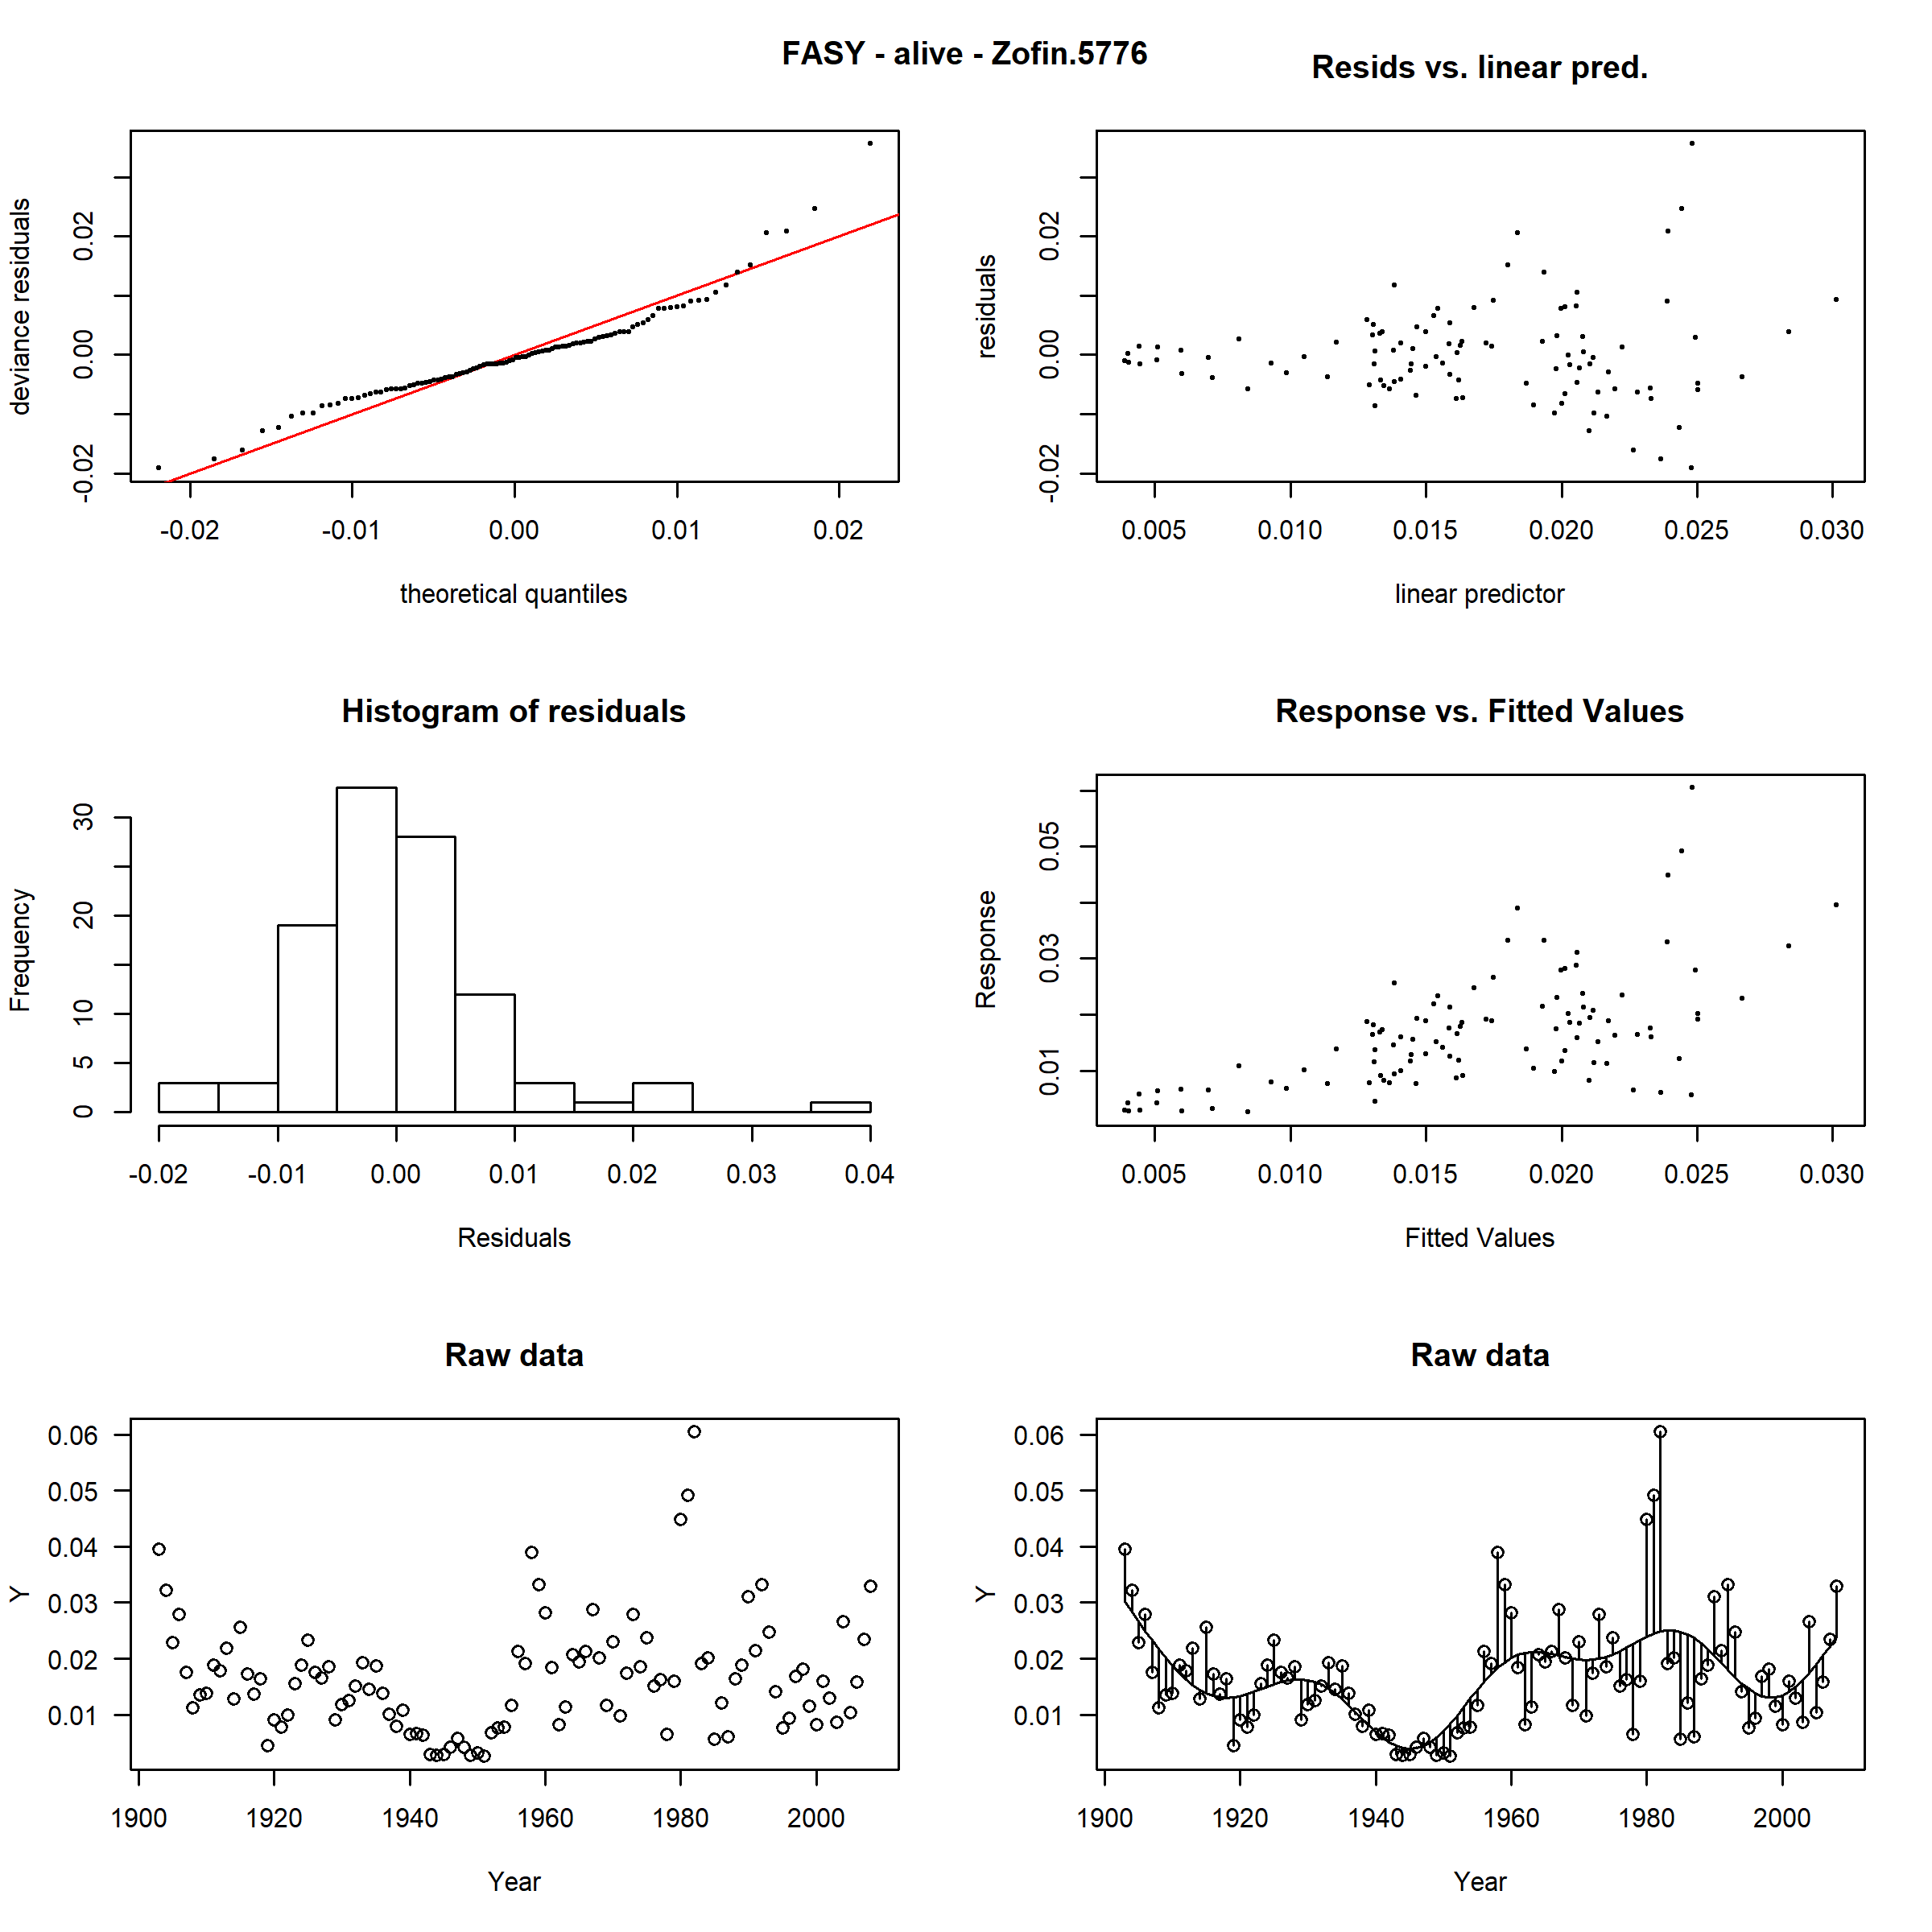 FASY - alive - Zofin.5776
Resids vs. linear pred.
deviance residuals
-0.02 0.00 0.02
-0.02 -0.01 0.00 0.01 0.02
theoretical quantiles
residuals
-0.02 0.00 0.02
0.005 0.010 0.015 0.020 0.025 0.030
linear predictor
Histogram of residuals
Frequency
0 5 10 20 30
-0.02 -0.01 0.00 0.01 0.02 0.03 0.04
Residuals
Response vs. Fitted Values
Response
0.01 0.03 0.05
0.005 0.010 0.015 0.020 0.025 0.030
Fitted Values
Raw data
Y
0.06
0.05
0.04
0.03
0.02
0.01
1900 1920 1940 1960 1980 2000
Year
Raw data
Y
0.06
0.05
0.04
0.03
0.02
0.01
1900 1920 1940 1960 1980 2000
Year